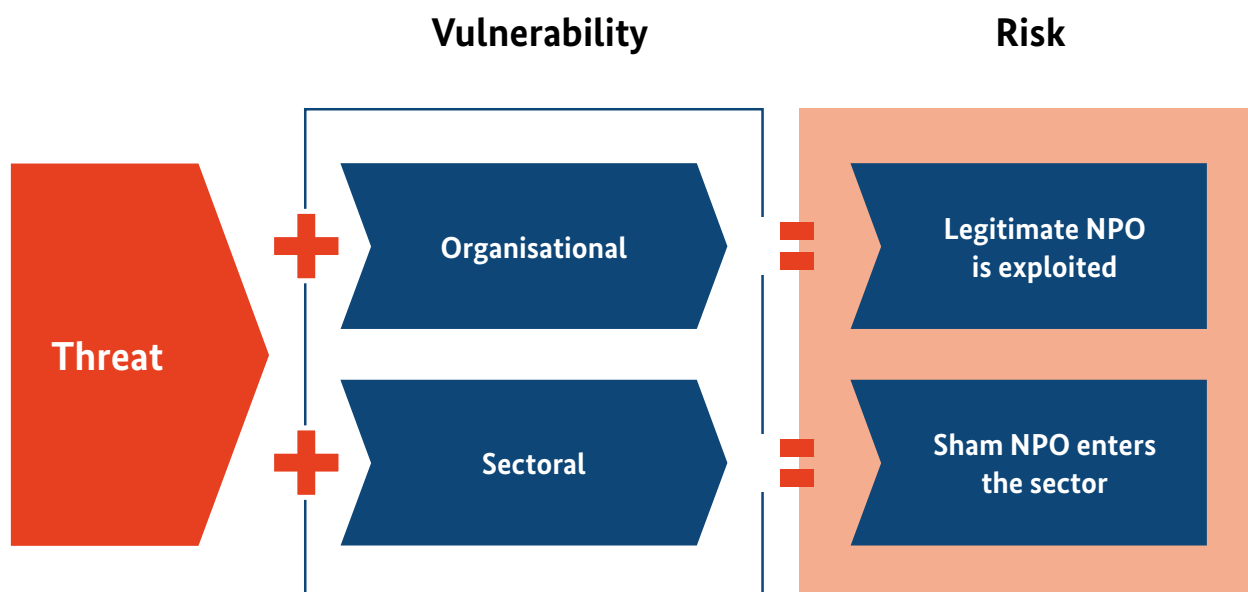 Vulnerability
Risk
Threat
+
Organisational
=
Legitimate NPO
is exploited
+
Sectoral
=
Sham NPO enters
the sector